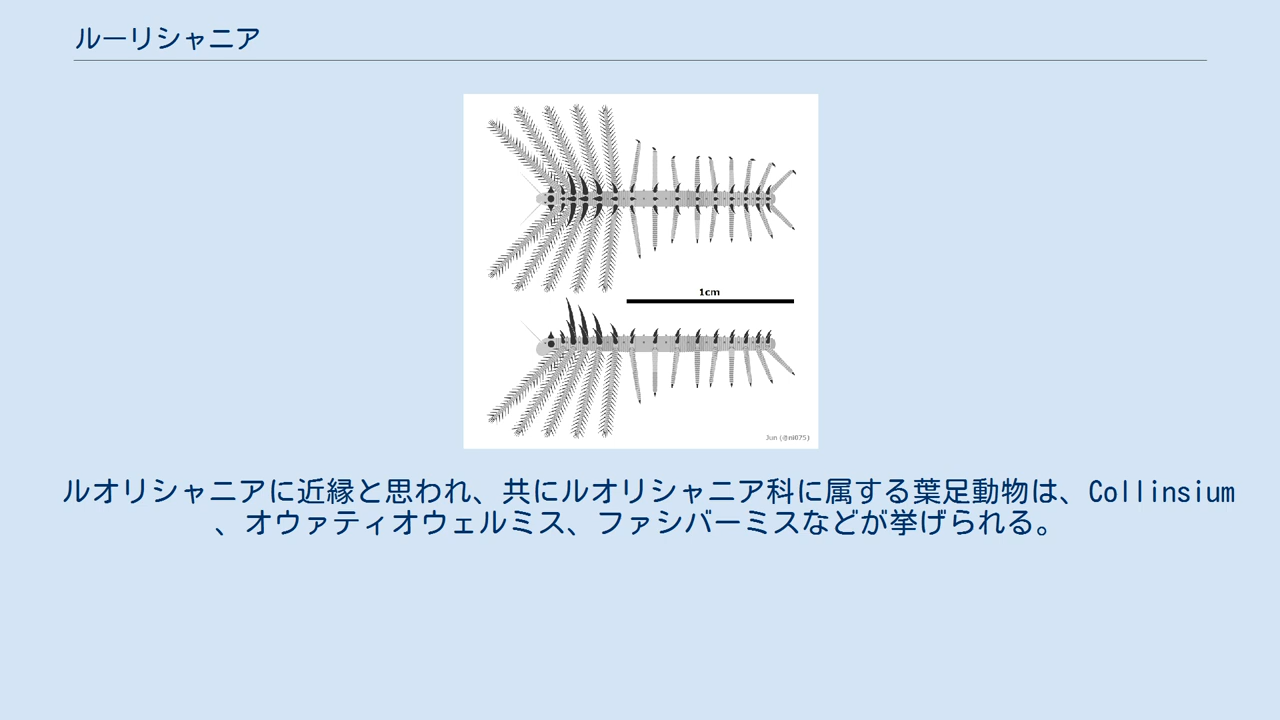 ルーリシャニア
1cm
Jun (@ni075)
ルオリシャニアに近縁と思われ、共にルオリシャニア科に属する葉足動物は、Collinsium
、オウァティオウェルミス、ファシバーミスなどが挙げられる。